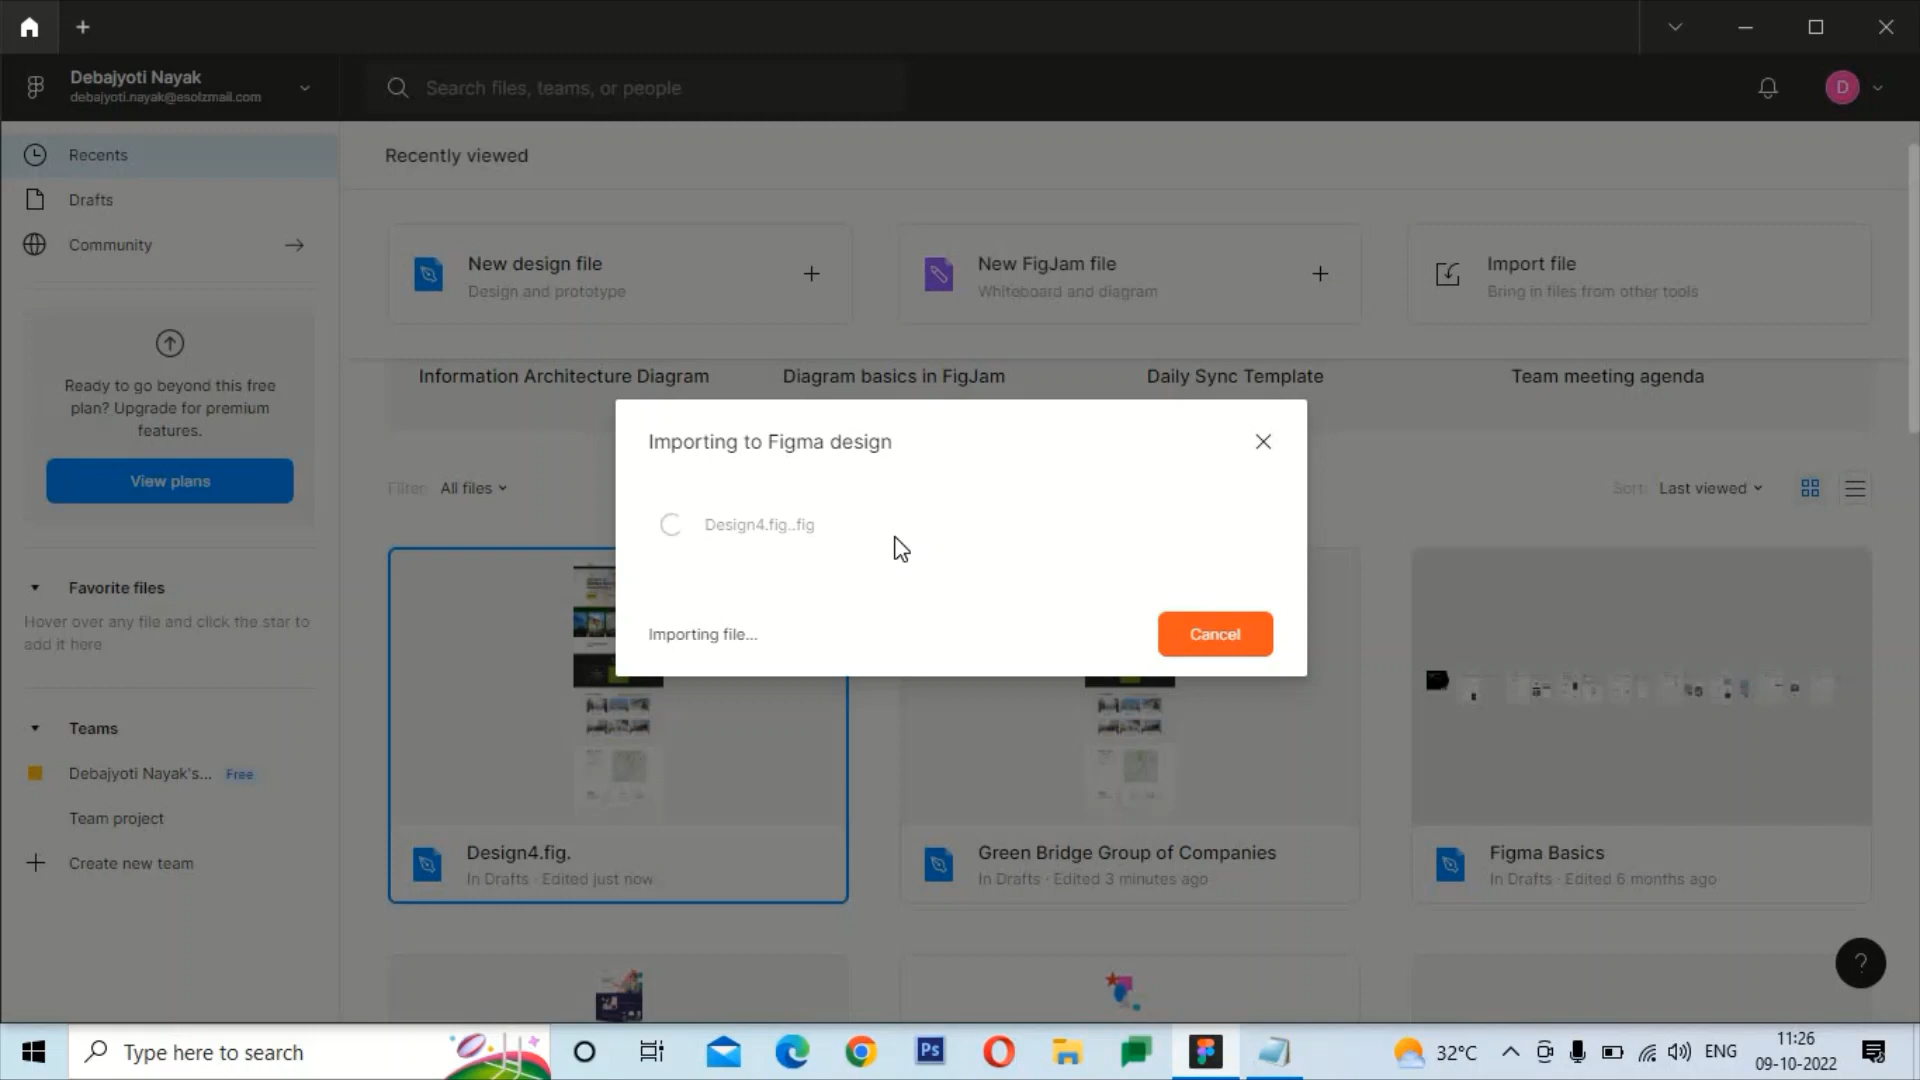 Debajyoti Nayak
debajyoti.nayak@esolzmail.com
Search files, teams, or people
D
Recents
Drafts
Community
Ready to go beyond this free
plan? Upgrade for premium
features.
View plans
Favorite files
Hover over any file and click the star to
add it here
Teams
Debajyoti Nayak's... Free
Team project
Create new team
Recently viewed
New design file
Design and prototype
New FigJam file
Whiteboard and diagram
Import file
Bring in files from other tools
Information Architecture Diagram
Diagram basics in FigJam
Daily Sync Template
Team meeting agenda
Filter: All files
Sort: Last viewed
Importing to Figma design
Design4.fig..fig
Importing file...
Cancel
Design4.fig.
In Drafts · Edited just now
Green Bridge Group of Companies
In Drafts · Edited 3 minutes ago
Figma Basics
In Drafts · Edited 6 months ago
?
Type here to search
Ps
32°C
ENG
11:26
09-10-2022